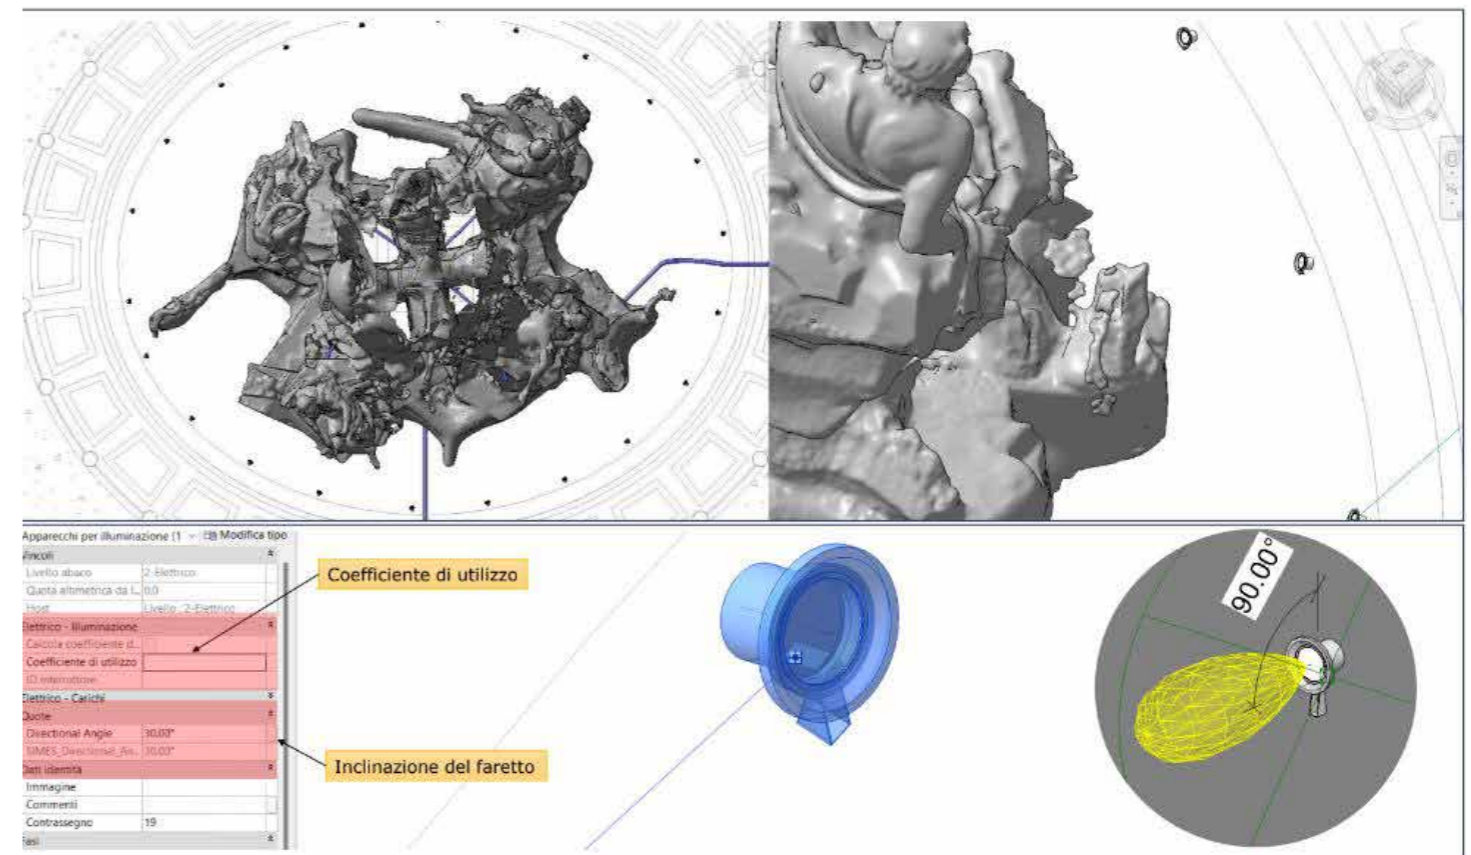 Apparecchi per illuminazione (1
Modifica tipo
Vincoli
Livello abaco 2-Elettrico
Quota altimetrica da l... 0,0
Host Livello : 2-Elettrico
Elettrico - Illuminazione
Calcola coefficiente d...
Coefficiente di utilizzo
ID interruttore
Elettrico - Carichi
Quote
Directional Angle 30,00°
SIMES_Directional_An... 30,00°
Dati identità
Immagine
Commenti
Contrassegno 19
Fasi
Coefficiente di utilizzo
Inclinazione del faretto
90.00°